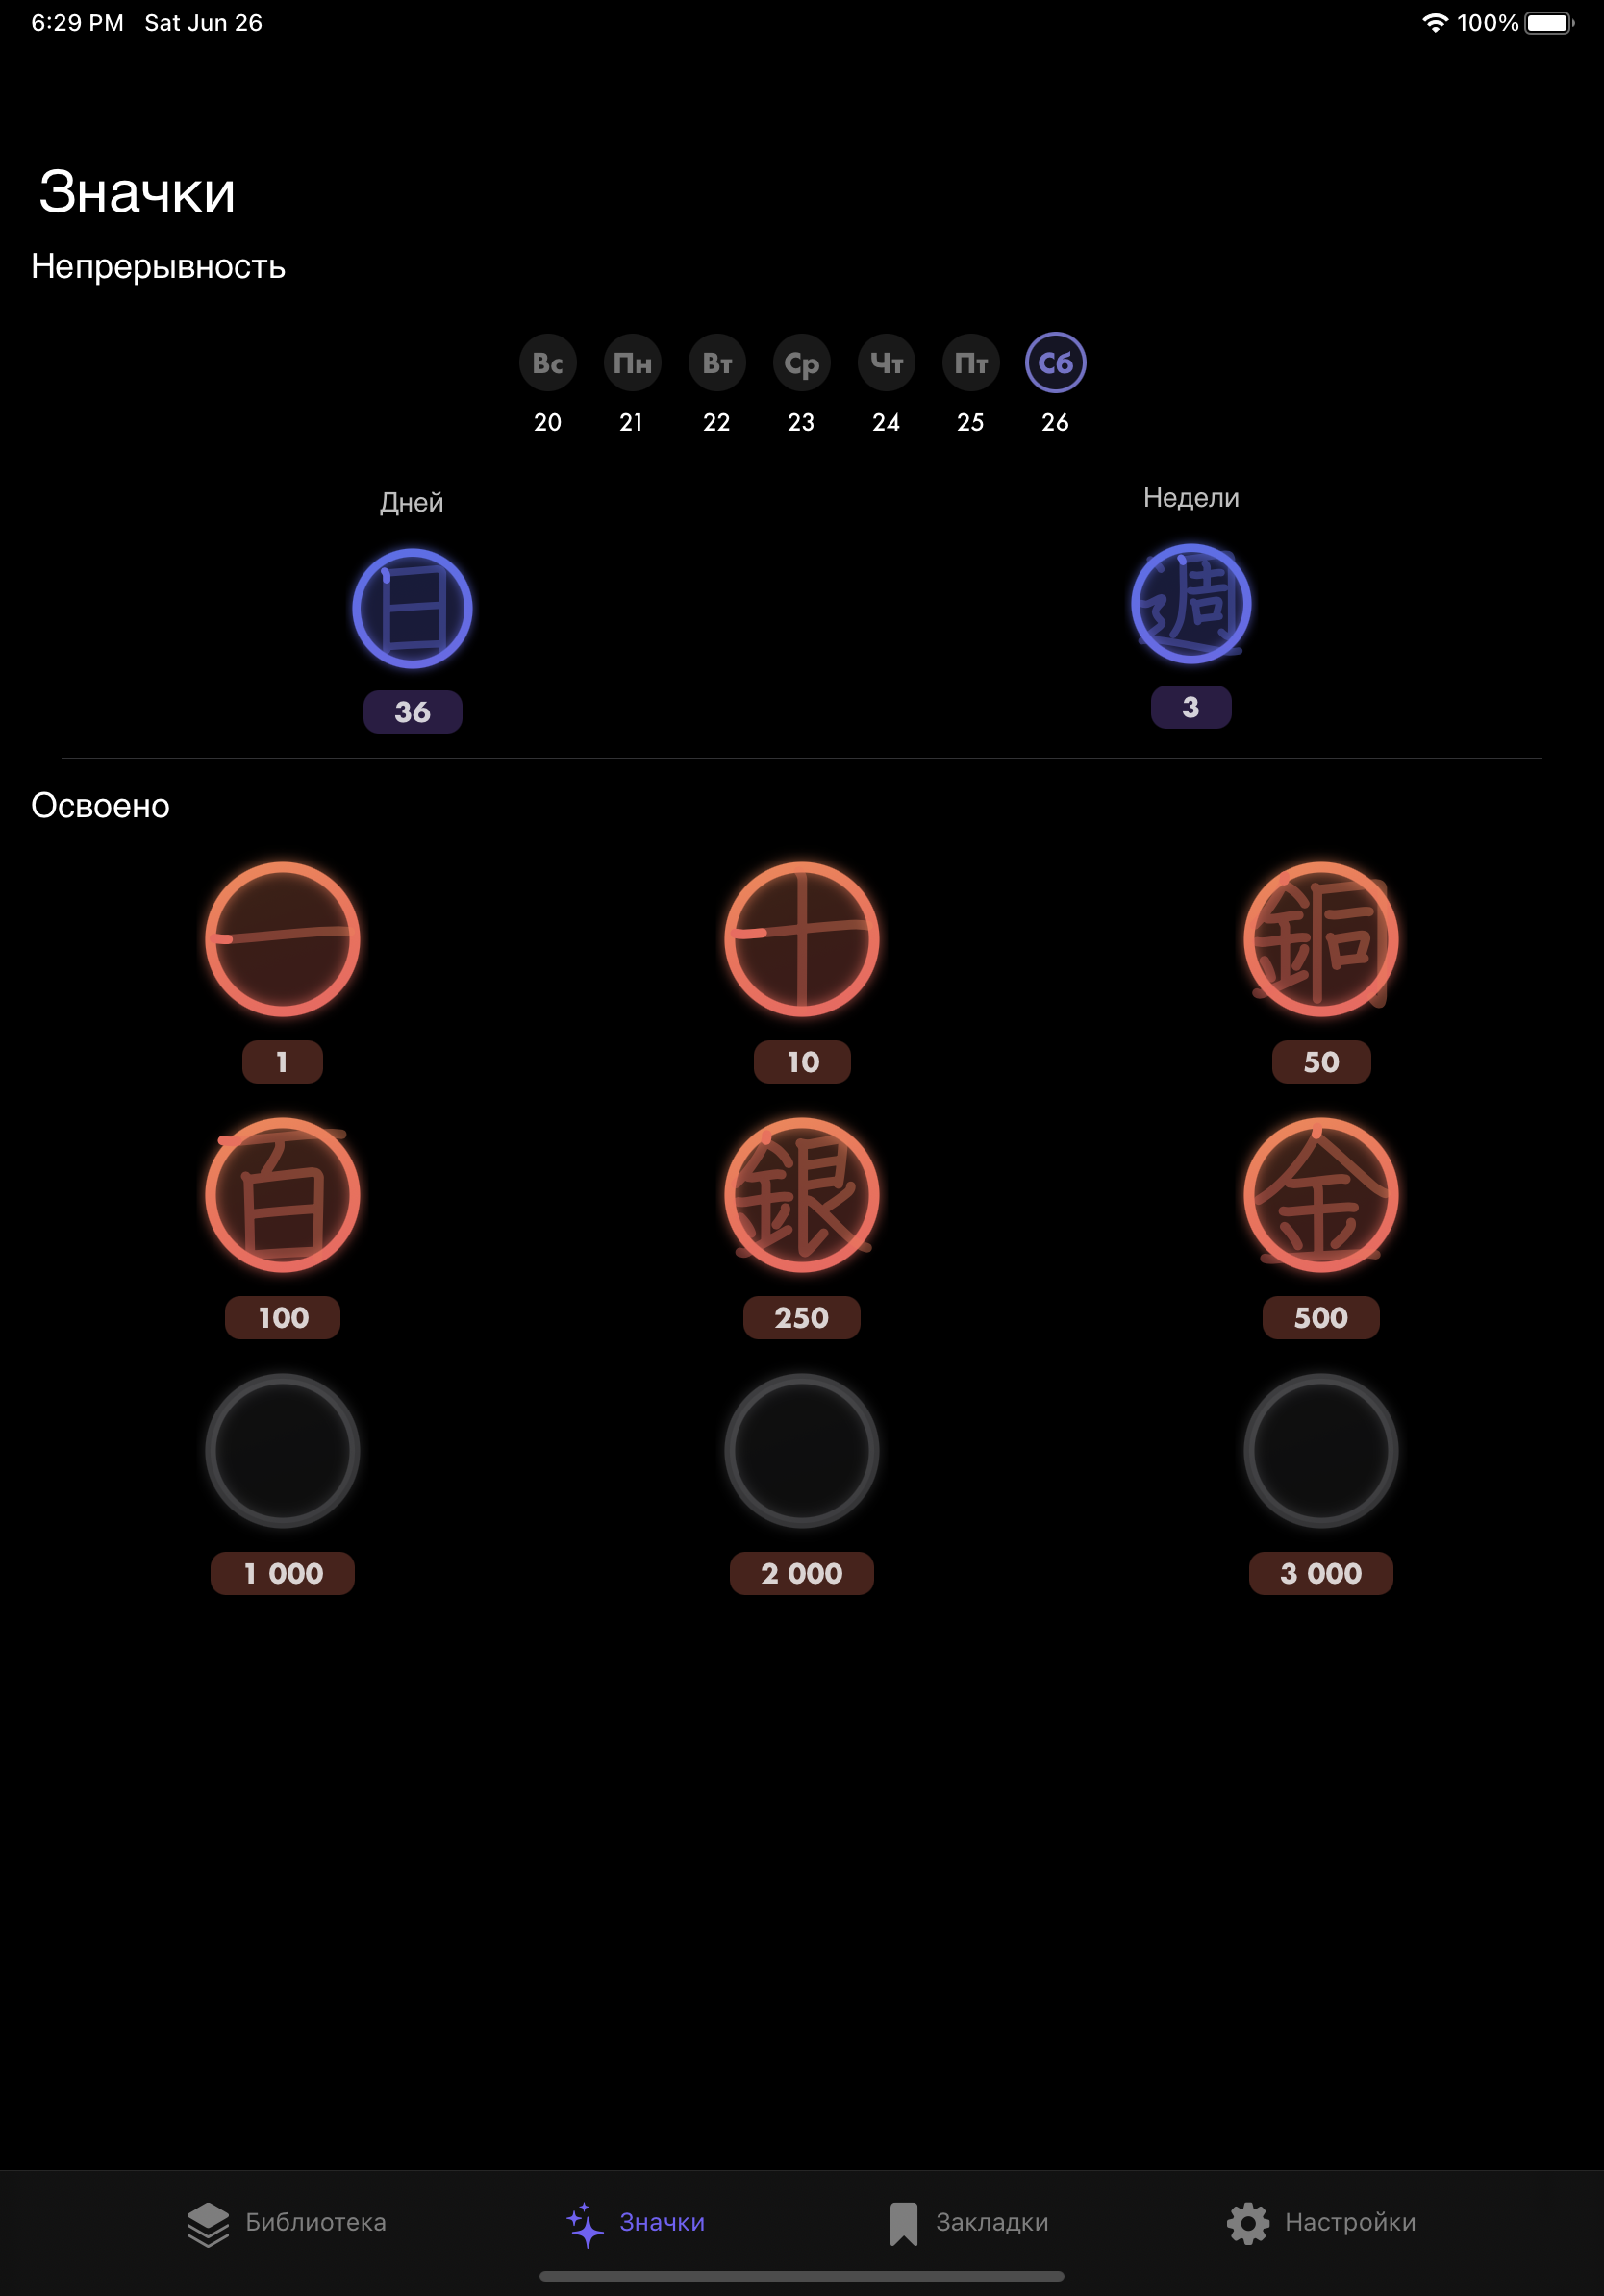 6:29 PM Sat Jun 26 100%
Значки
Непрерывность
Вс Пн Вт Ср Чт Пт Сб
20 21 22 23 24 25 26
Дней Недели
日 週
36 3
Освоено
一 十 銅
1 10 50
百 銀 金
100 250 500
1 000 2 000 3 000
Библиотека Значки Закладки Настройки